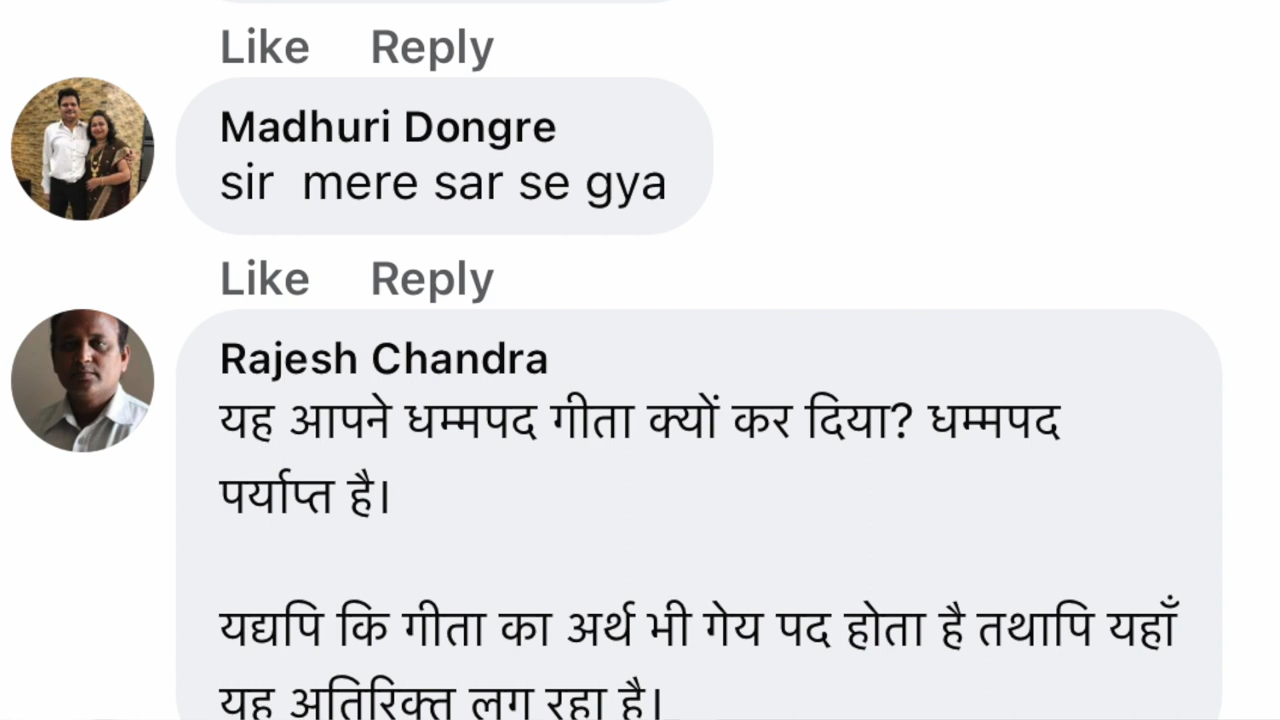 Like Reply
Madhuri Dongre
sir  mere sar se gya
Like Reply
Rajesh Chandra
यह आपने धम्मपद गीता क्यों कर दिया? धम्मपद
पर्याप्त है।
यद्यपि कि गीता का अर्थ भी गेय पद होता है तथापि यहाँ
यह अतिरिक्त लग रहा है।